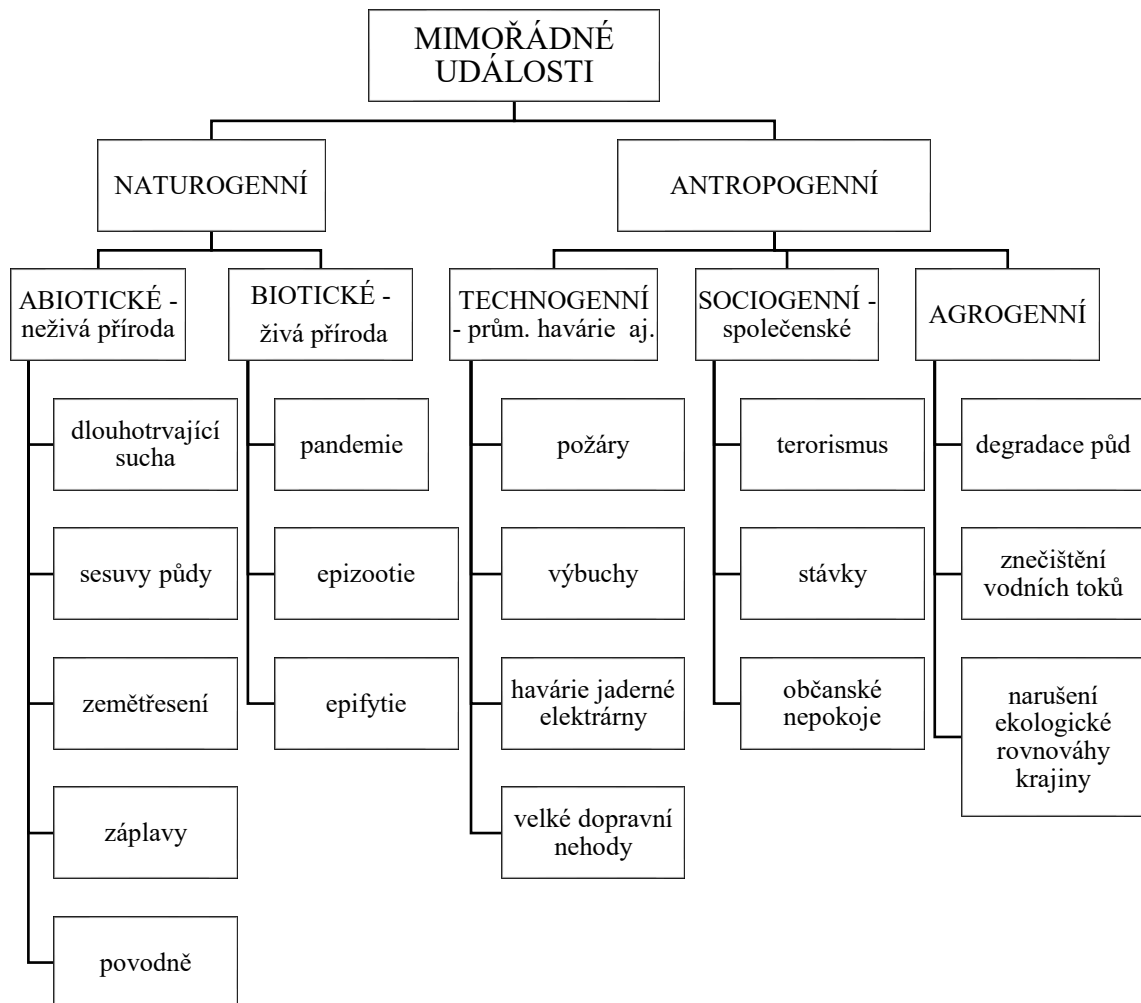 MIMOŘÁDNÉ
UDÁLOSTI
NATUROGENNÍ
ANTROPOGENNÍ
ABIOTICKÉ -
neživá příroda
BIOTICKÉ -
živá příroda
TECHNOGENNÍ
- prům. havárie aj.
SOCIOGENNÍ -
společenské
AGROGENNÍ
dlouhotrvající
sucha
sesuvy půdy
zemětřesení
záplavy
povodně
pandemie
epizootie
epifytie
požáry
výbuchy
havárie jaderné
elektrárny
velké dopravní
nehody
terorismus
stávky
občanské
nepokoje
degradace půd
znečištění
vodních toků
narušení
ekologické
rovnováhy
krajiny